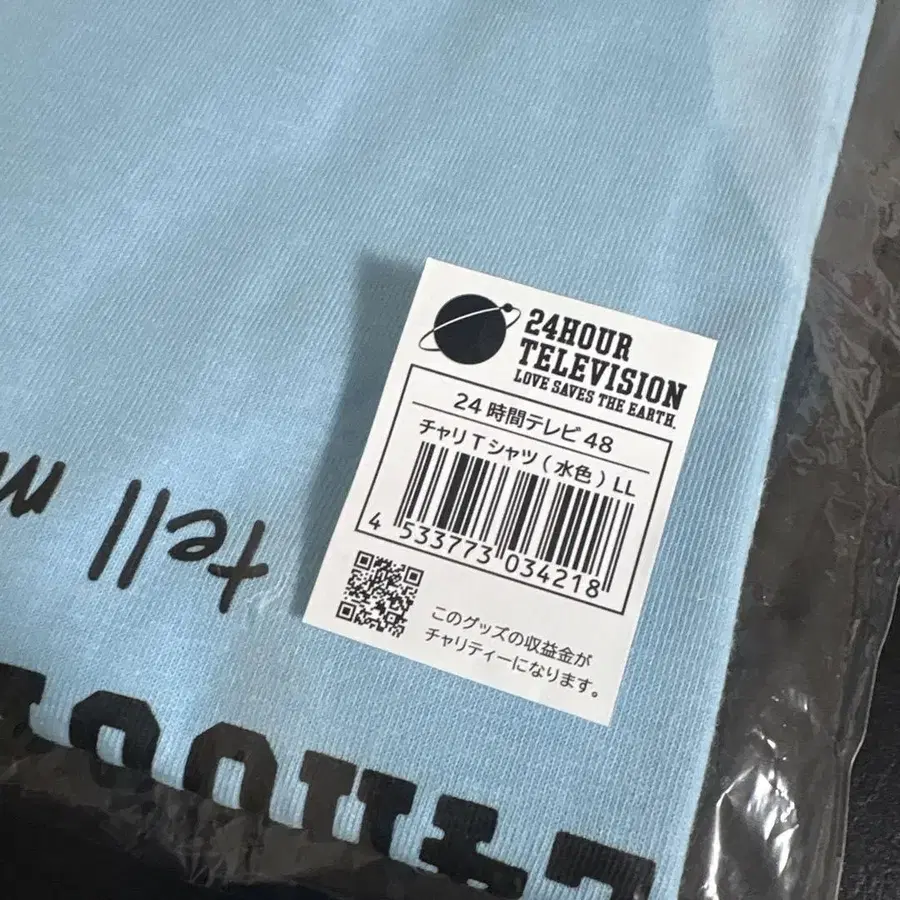 24HOUR
TELEVISION
LOVE SAVES THE EARTH.
24時間テレビ48
チャリTシャツ(水色)LL
4 533773 034218
このグッズの収益金が
チャリティーになります。
tell m
24HOU